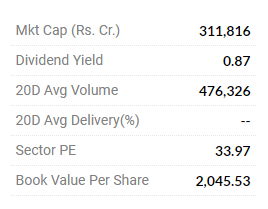 Mkt Cap (Rs. Cr.) 311,816
Dividend Yield 0.87
20D Avg Volume 476,326
20D Avg Delivery(%) --
Sector PE 33.97
Book Value Per Share 2,045.53